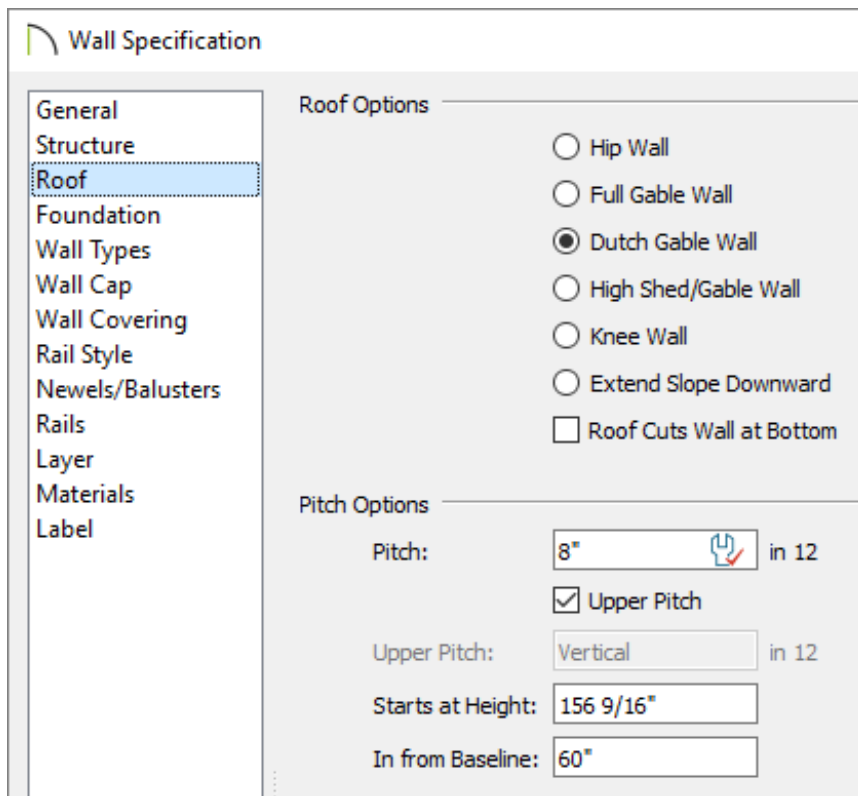 Wall Specification
General
Structure
Roof
Foundation
Wall Types
Wall Cap
Wall Covering
Rail Style
Newels/Balusters
Rails
Layer
Materials
Label
Roof Options
Hip Wall
Full Gable Wall
Dutch Gable Wall
High Shed/Gable Wall
Knee Wall
Extend Slope Downward
Roof Cuts Wall at Bottom
Pitch Options
Pitch: 8" in 12
Upper Pitch
Upper Pitch: Vertical in 12
Starts at Height: 156 9/16"
In from Baseline: 60"